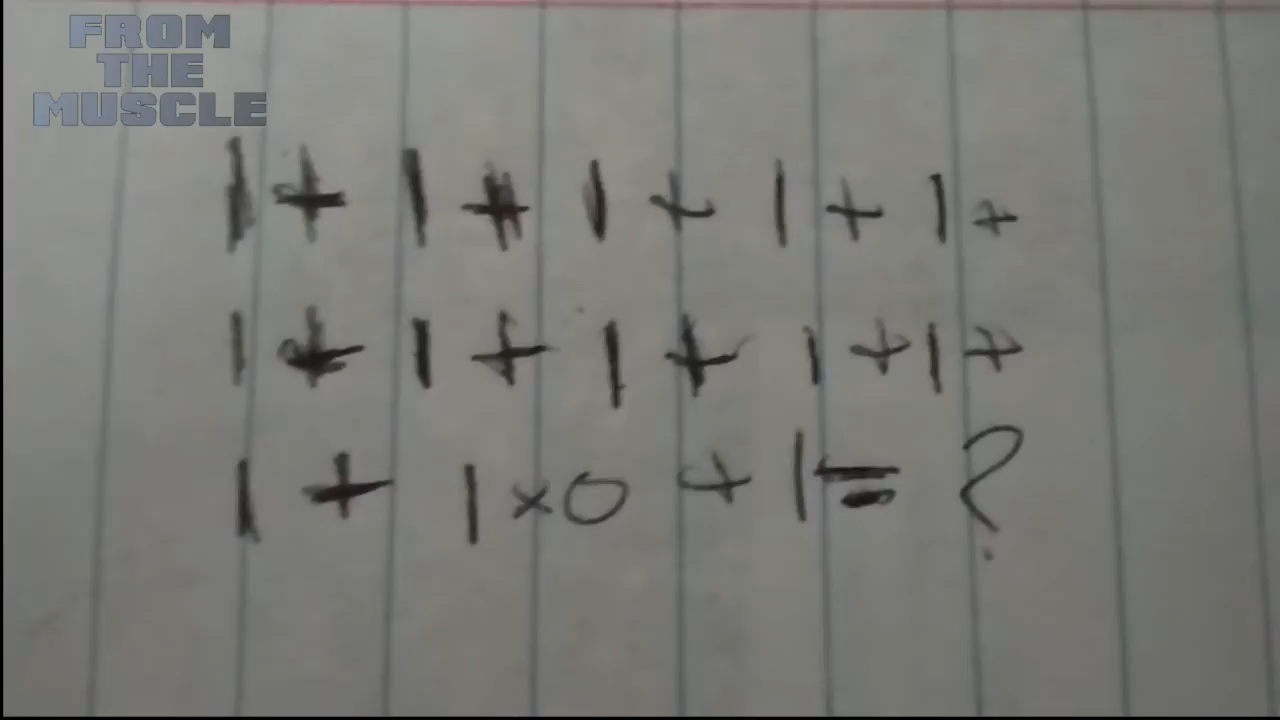 FROM
THE
MUSCLE
1 + 1 + 1 + 1 + 1 +
1 + 1 + 1 + 1 + 1 +
1 + 1 × 0 + 1 = ?